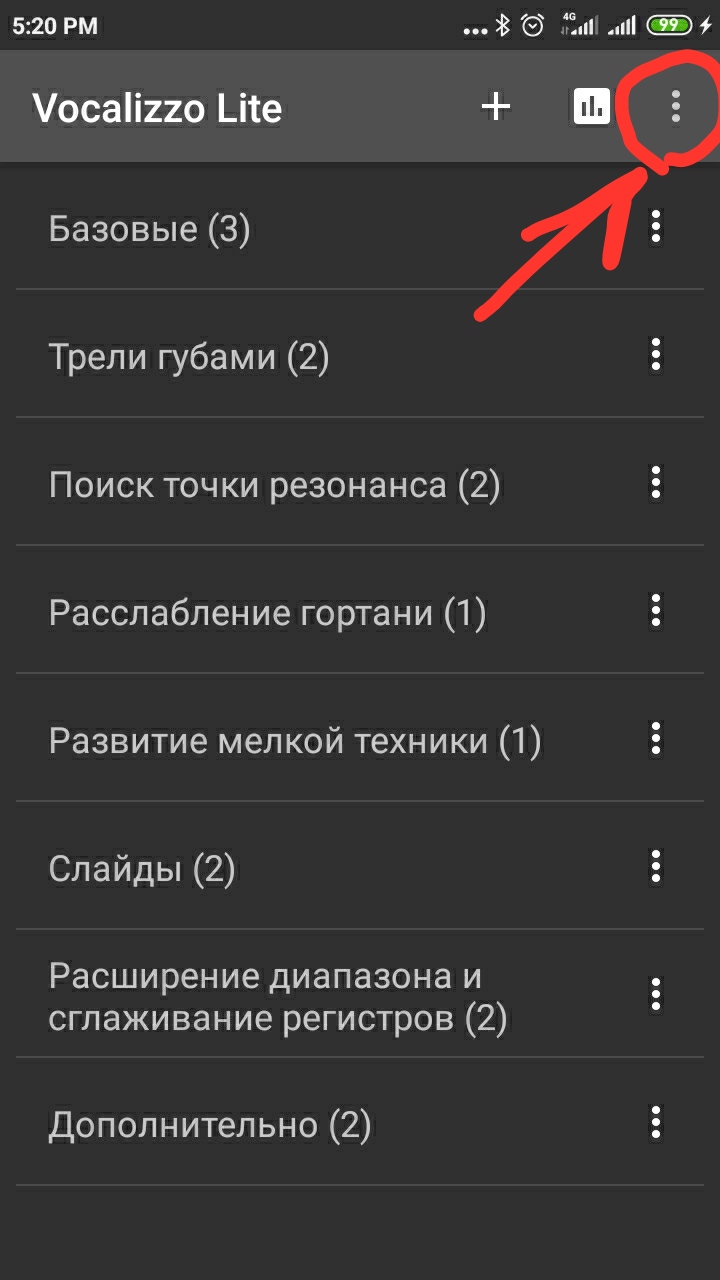 5:20 PM
4G
99
Vocalizzo Lite
Базовые (3)
Трели губами (2)
Поиск точки резонанса (2)
Расслабление гортани (1)
Развитие мелкой техники (1)
Слайды (2)
Расширение диапазона и
сглаживание регистров (2)
Дополнительно (2)